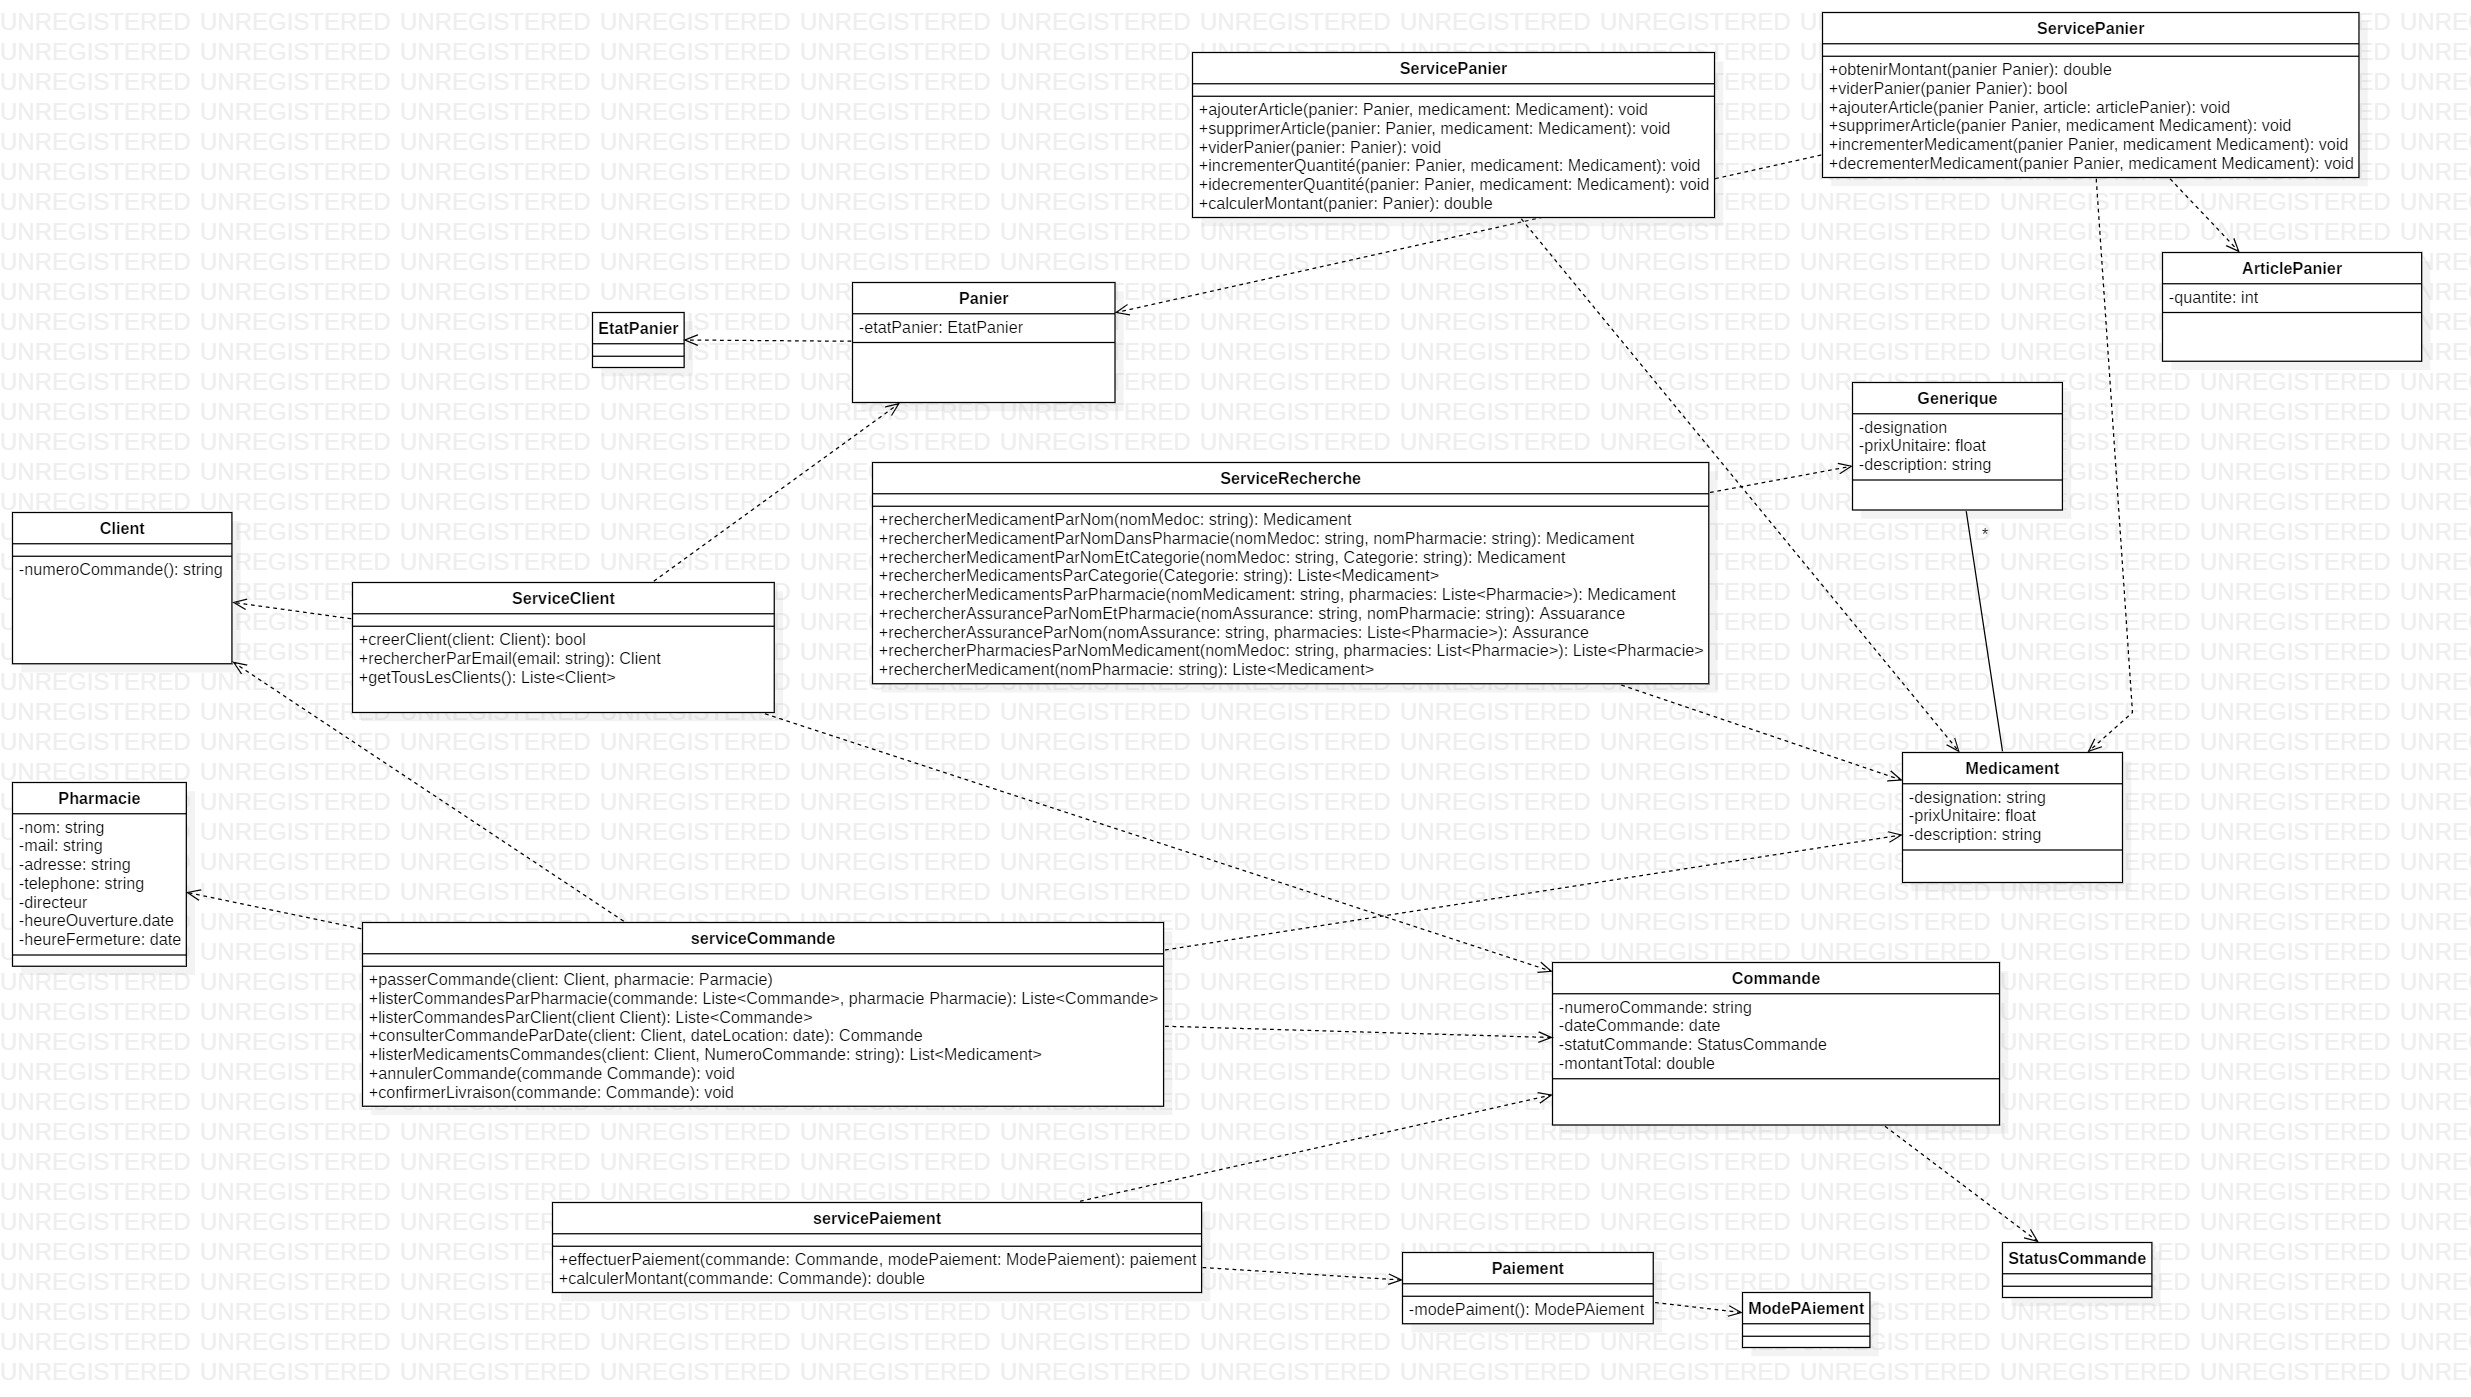 ServicePanier
+obtenirMontant(panier Panier): double
+viderPanier(panier Panier): bool
+ajouterArticle(panier Panier, article: articlePanier): void
+supprimerArticle(panier Panier, medicament Medicament): void
+incrementerMedicament(panier Panier, medicament Medicament): void
+decrementerMedicament(panier Panier, medicament Medicament): void
ServicePanier
+ajouterArticle(panier: Panier, medicament: Medicament): void
+supprimerArticle(panier: Panier, medicament: Medicament): void
+viderPanier(panier: Panier): void
+incrementerQuantité(panier: Panier, medicament: Medicament): void
+idecrementerQuantité(panier: Panier, medicament: Medicament): void
+calculerMontant(panier: Panier): double
ArticlePanier
-quantite: int
Panier
-etatPanier: EtatPanier
EtatPanier
Generique
-designation
-prixUnitaire: float
-description: string
*
ServiceRecherche
+rechercherMedicamentParNom(nomMedoc: string): Medicament
+rechercherMedicamentParNomDansPharmacie(nomMedoc: string, nomPharmacie: string): Medicament
+rechercherMedicamentParNomEtCategorie(nomMedoc: string, Categorie: string): Medicament
+rechercherMedicamentsParCategorie(Categorie: string): Liste<Medicament>
+rechercherMedicamentsParPharmacie(nomMedicament: string, pharmacies: Liste<Pharmacie>): Medicament
+rechercherAssuranceParNomEtPharmacie(nomAssurance: string, nomPharmacie: string): Assuarance
+rechercherAssuranceParNom(nomAssurance: string, pharmacies: Liste<Pharmacie>): Assurance
+rechercherPharmaciesParNomMedicament(nomMedoc: string, pharmacies: List<Pharmacie>): Liste<Pharmacie>
+rechercherMedicament(nomPharmacie: string): Liste<Medicament>
Client
-numeroCommande(): string
ServiceClient
+creerClient(client: Client): bool
+rechercherParEmail(email: string): Client
+getTousLesClients(): Liste<Client>
Medicament
-designation: string
-prixUnitaire: float
-description: string
Pharmacie
-nom: string
-mail: string
-adresse: string
-telephone: string
-directeur
-heureOuverture.date
-heureFermeture: date
serviceCommande
+passerCommande(client: Client, pharmacie: Parmacie)
+listerCommandesParPharmacie(commande: Liste<Commande>, pharmacie Pharmacie): Liste<Commande>
+listerCommandesParClient(client Client): Liste<Commande>
+consulterCommandeParDate(client: Client, dateLocation: date): Commande
+listerMedicamentsCommandes(client: Client, NumeroCommande: string): List<Medicament>
+annulerCommande(commande Commande): void
+confirmerLivraison(commande: Commande): void
Commande
-numeroCommande: string
-dateCommande: date
-statutCommande: StatusCommande
-montantTotal: double
servicePaiement
+effectuerPaiement(commande: Commande, modePaiement: ModePaiement): paiement
+calculerMontant(commande: Commande): double
Paiement
-modePaiment(): ModePAiement
ModePAiement
StatusCommande
UNREGISTERED